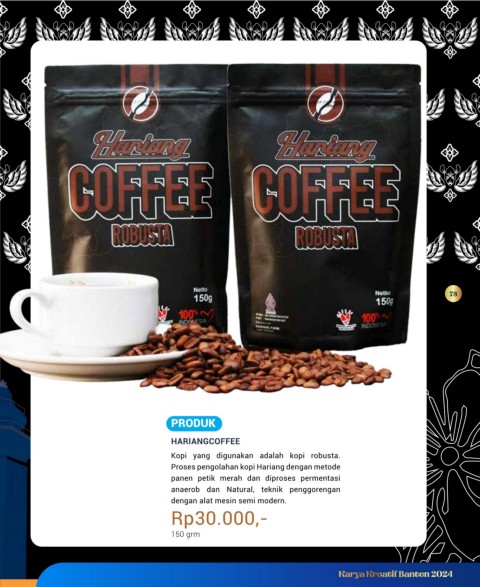 Hariang
COFFEE
ROBUSTA
Netto:
150g
100%
INDONESIA
Hariang
COFFEE
ROBUSTA
Netto:
150g
100%
INDONESIA
73
PRODUK
HARIANGCOFFEE
Kopi yang digunakan adalah kopi robusta.
Proses pengolahan kopi Hariang dengan metode
panen petik merah dan diproses permentasi
anaerob dan Natural, teknik penggorengan
dengan alat mesin semi modern.
Rp30.000,-
150 grm
Karya Kreatif Banten 2024